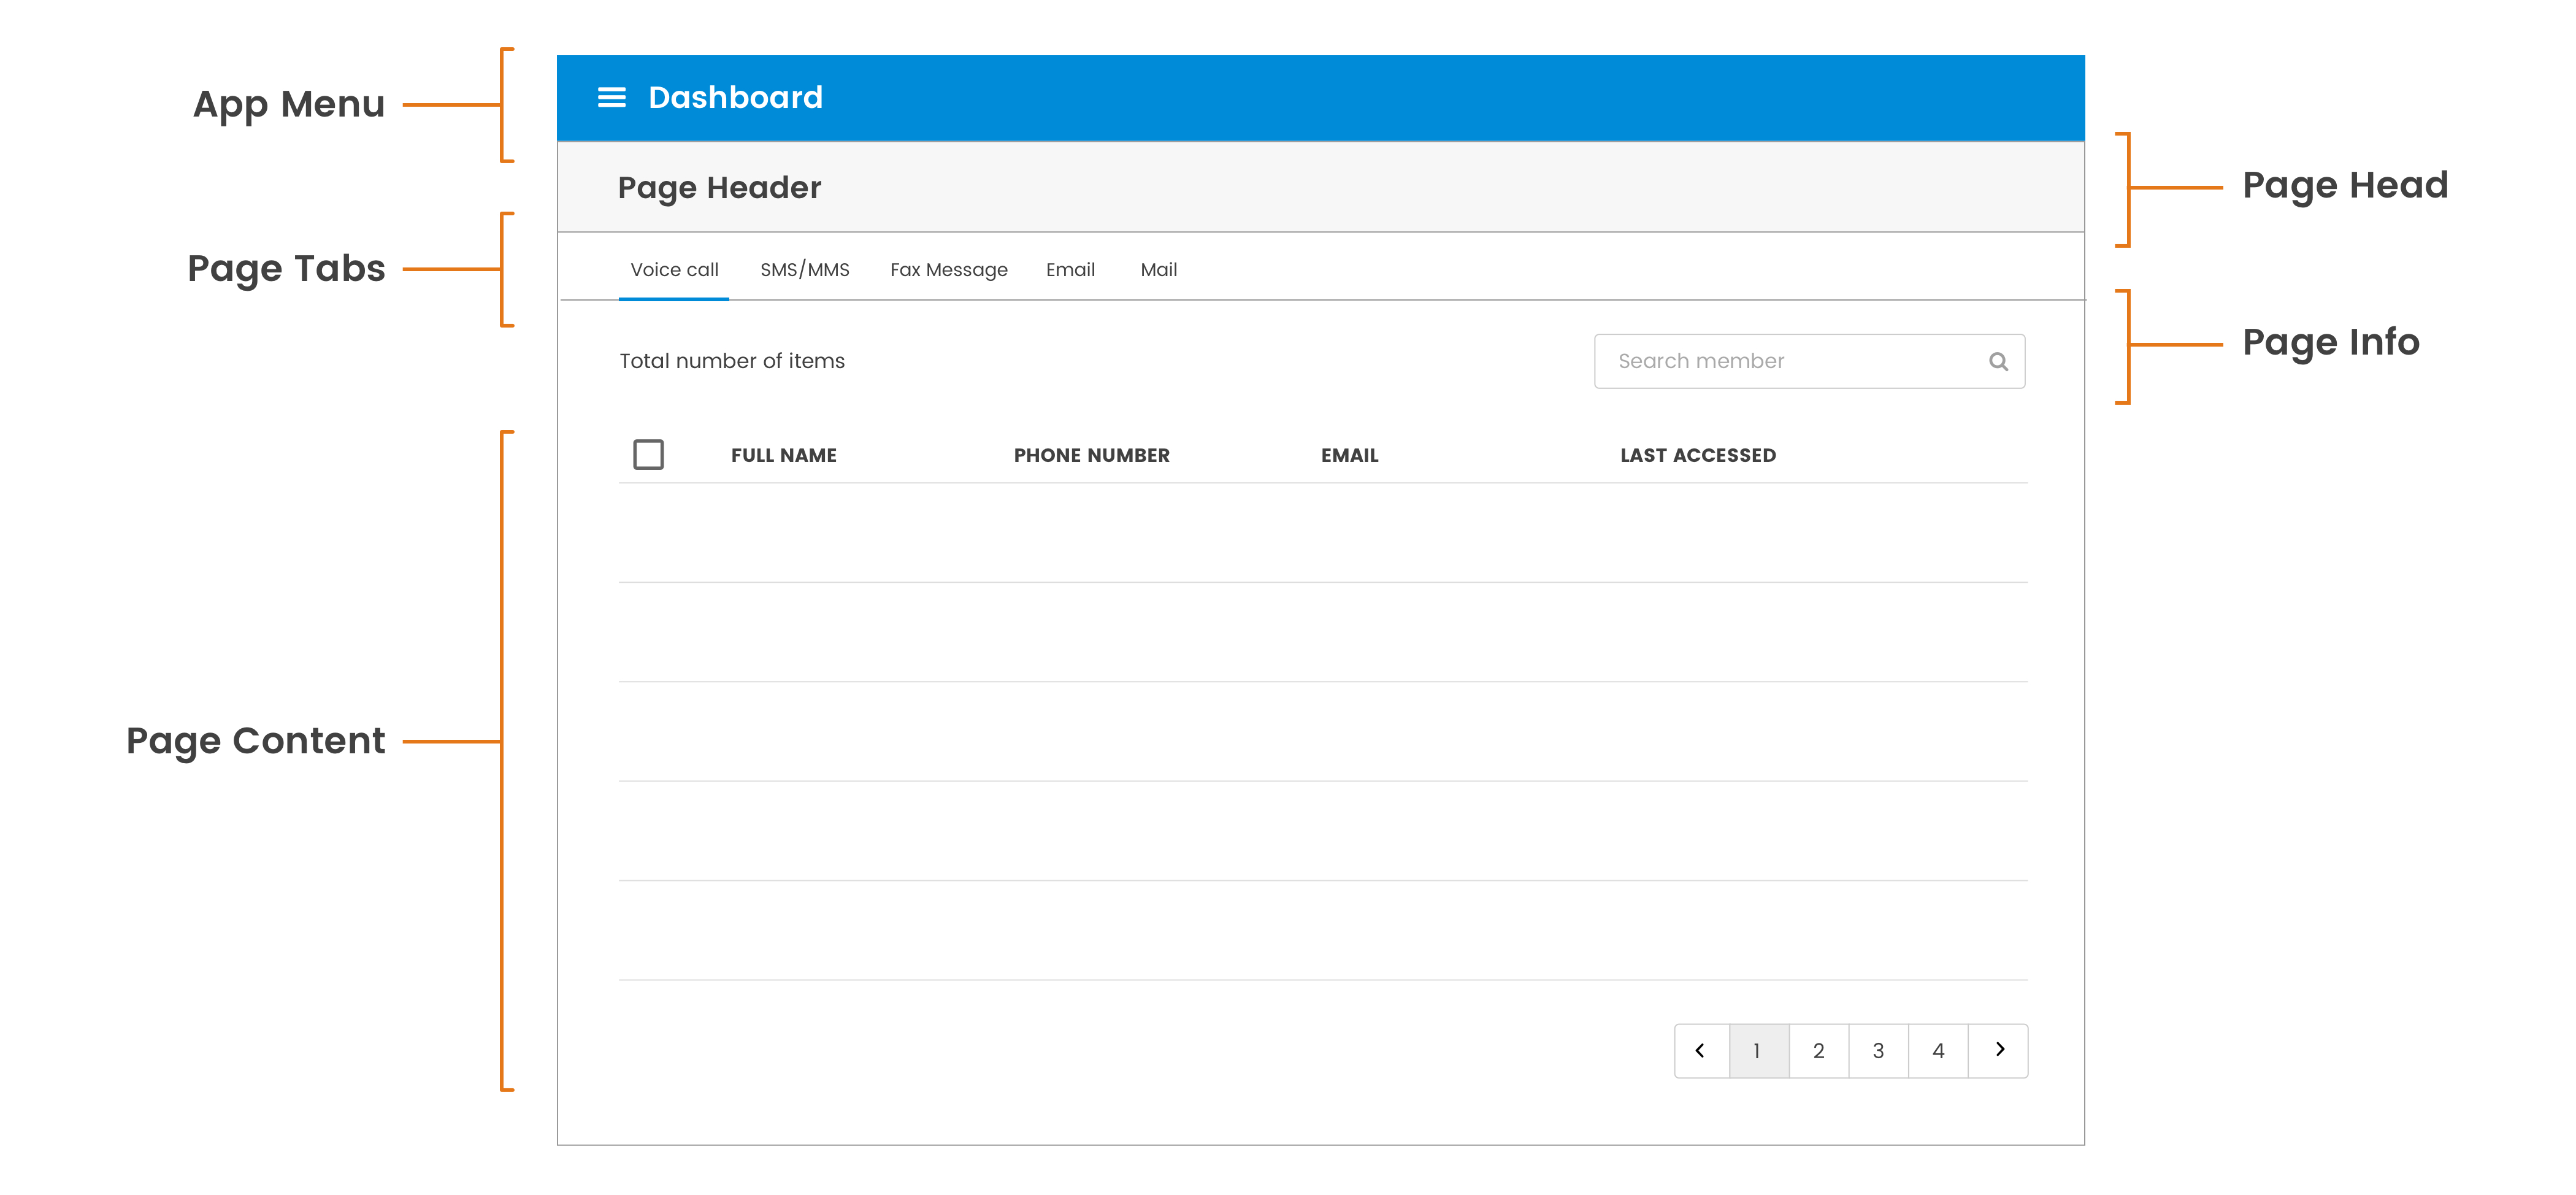 App Menu
Dashboard
Page Header
Page Head
Page Tabs
Voice call SMS/MMS Fax Message Email Mail
Page Info
Total number of items
Search member
FULL NAME PHONE NUMBER EMAIL LAST ACCESSED
Page Content
1 2 3 4